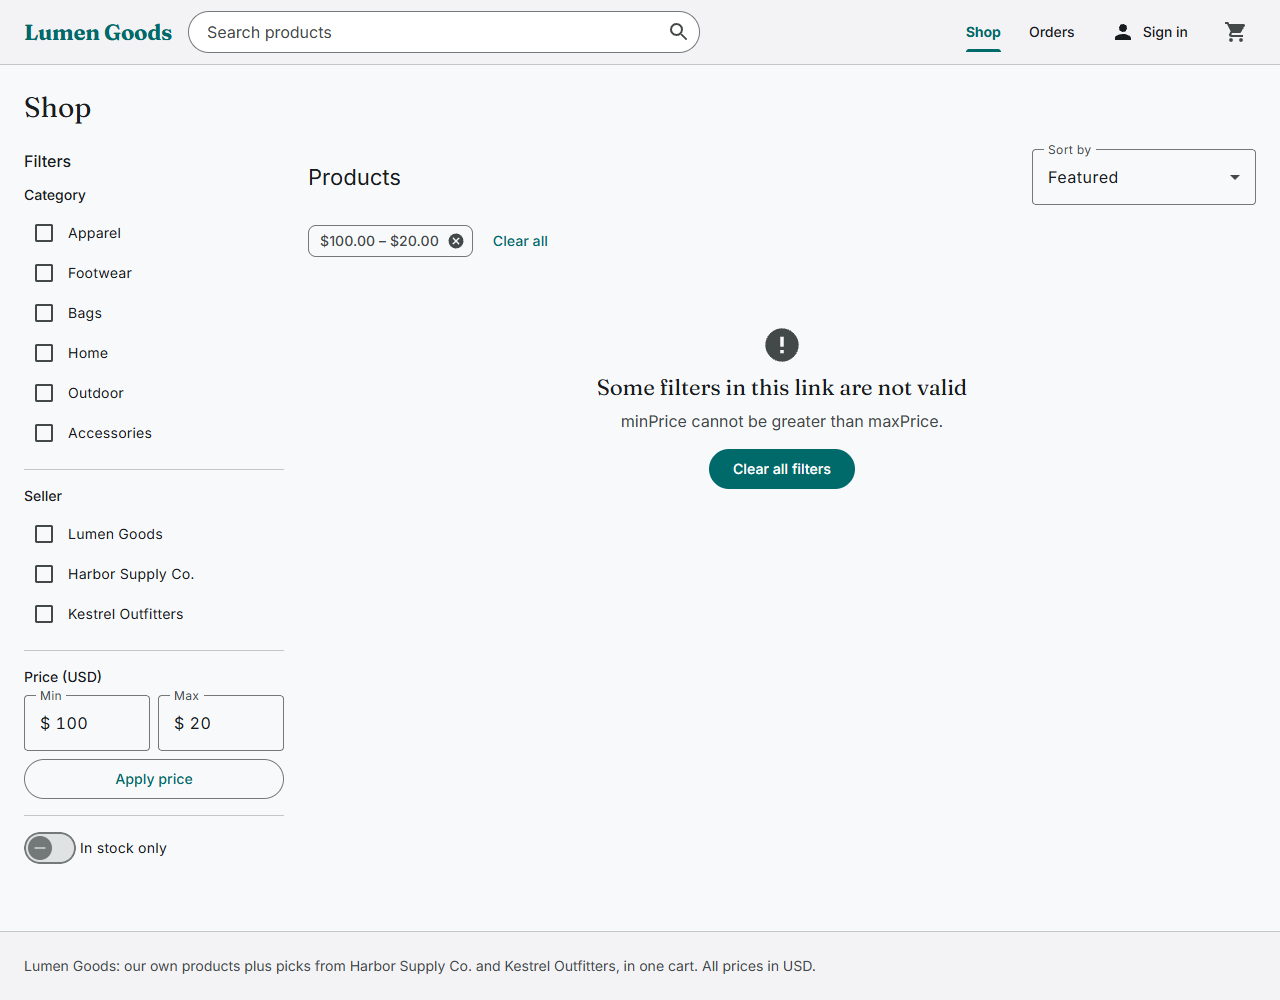 Lumen Goods
Search products
Shop
Orders
Sign in
Shop
Filters
Category
Apparel
Footwear
Bags
Home
Outdoor
Accessories
Seller
Lumen Goods
Harbor Supply Co.
Kestrel Outfitters
Price (USD)
Min
$ 100
Max
$ 20
Apply price
In stock only
Products
Sort by
Featured
$100.00 – $20.00
Clear all
Some filters in this link are not valid
minPrice cannot be greater than maxPrice.
Clear all filters
Lumen Goods: our own products plus picks from Harbor Supply Co. and Kestrel Outfitters, in one cart. All prices in USD.